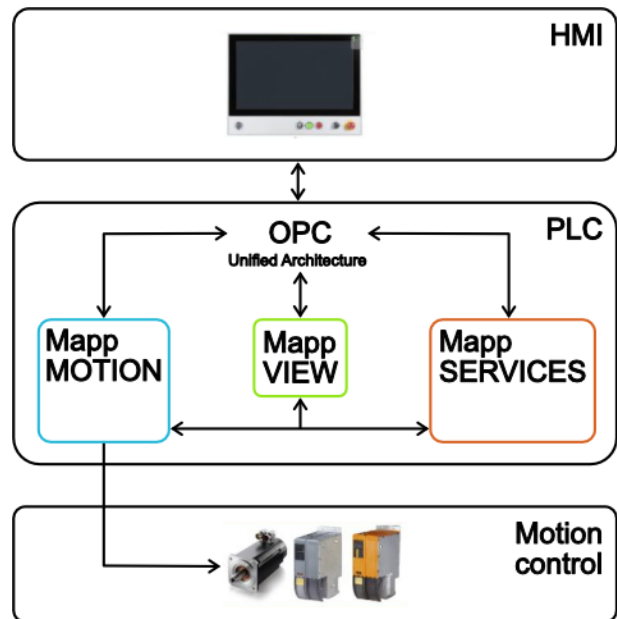 HMI
PLC
OPC
Unified Architecture
Mapp
MOTION
Mapp
VIEW
Mapp
SERVICES
Motion
control